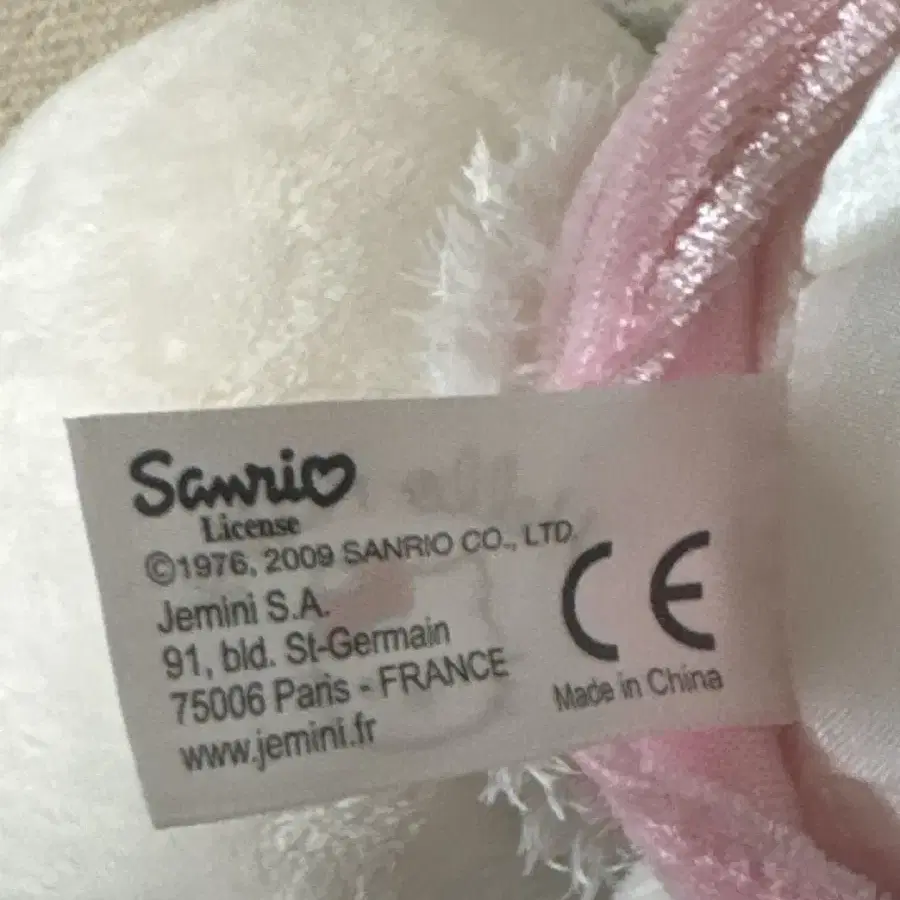 Sanrio
License
©1976, 2009 SANRIO CO., LTD.
Jemini S.A.
91, bld. St-Germain
75006 Paris - FRANCE
www.jemini.fr
CE
Made in China